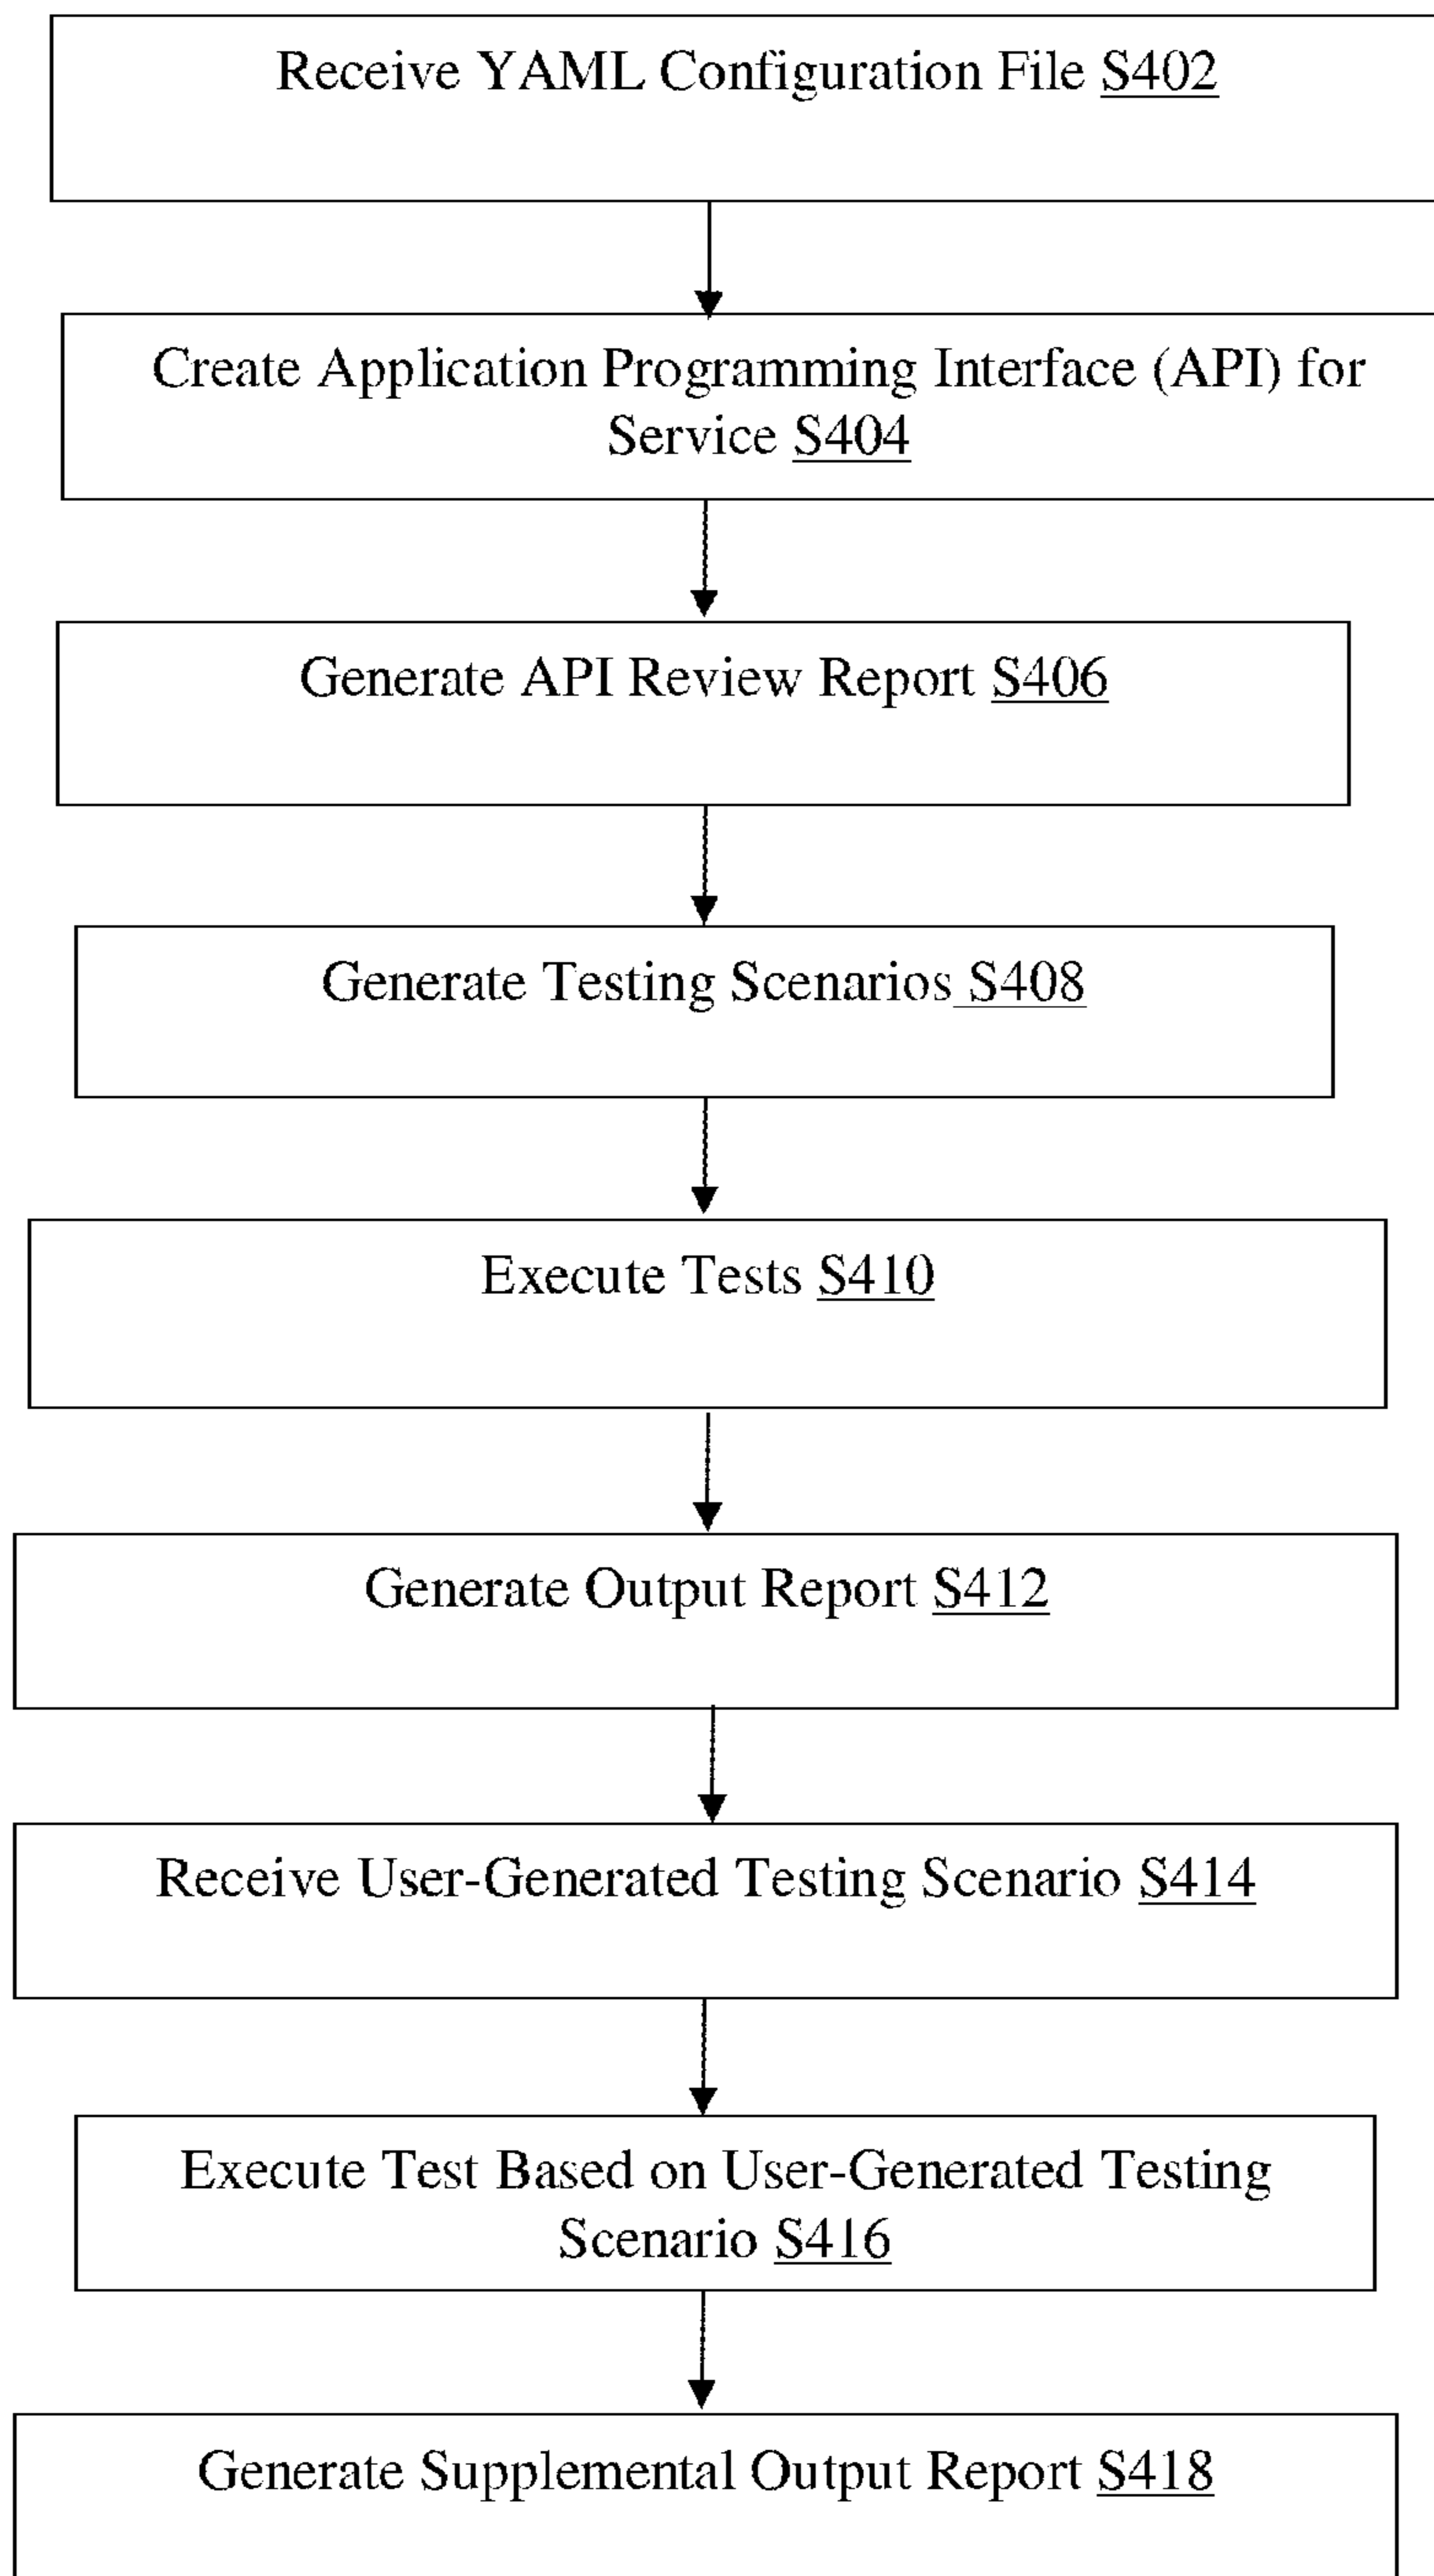 Receive YAML Configuration File S402
Create Application Programming Interface (API) for
Service S404
Generate API Review Report S406
Generate Testing Scenarios S408
Execute Tests S410
Generate Output Report S412
Receive User-Generated Testing Scenario S414
Execute Test Based on User-Generated Testing
Scenario S416
Generate Supplemental Output Report S418